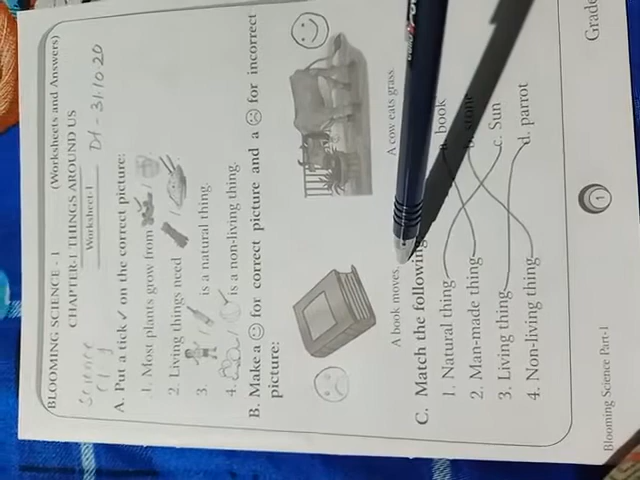 BLOOMING SCIENCE - 1 (Worksheets and Answers)
CHAPTER-1 THINGS AROUND US
Worksheet-1
Science
Dt - 31.10.20
A. Put a tick ✓ on the correct picture:
1. Most plants grow from /
2. Living things need /
3. / is a natural thing.
4. / is a non-living thing.
B. Make a ☺ for correct picture and a ☹ for incorrect
picture:
A book moves. A cow eats grass.
C. Match the following
1. Natural thing a. book
2. Man-made thing b. stone
3. Living thing c. Sun
4. Non-living thing d. parrot
Blooming Science Part-1 1 Grade